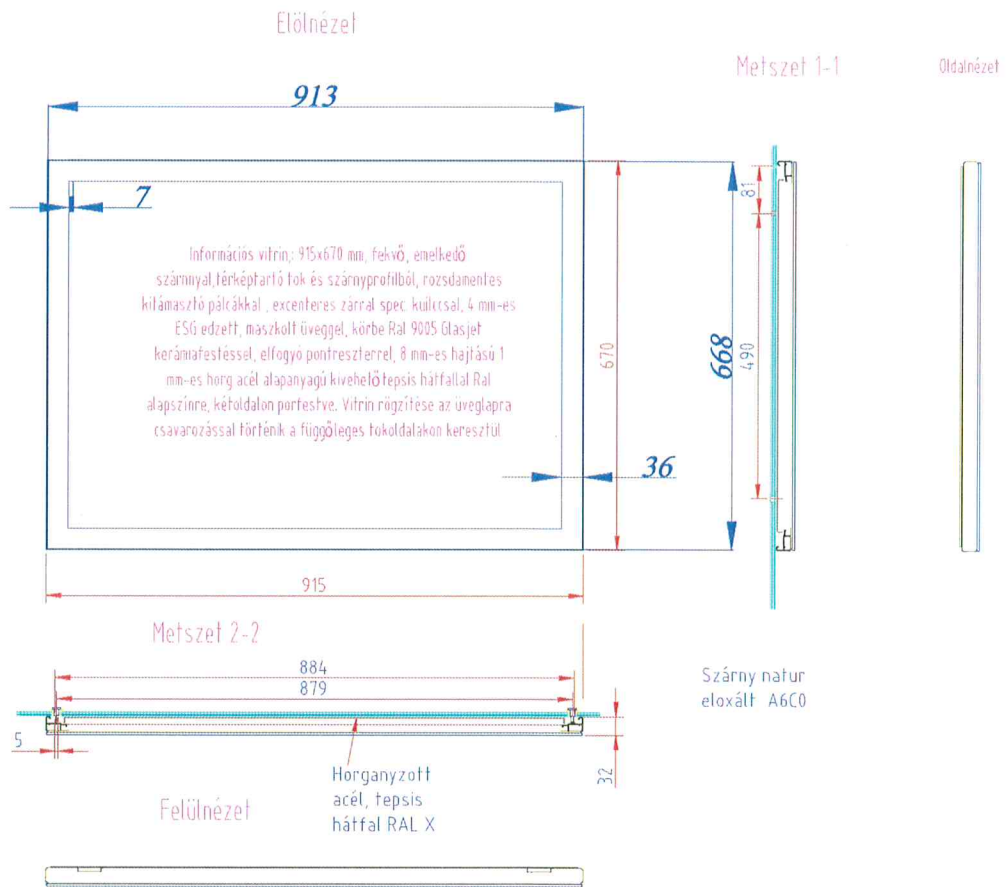 Elölnézet
Metszet 1-1
Oldalnézet
913
7
81
Információs vitrin,: 915x670 mm, fekvő, emelkedő
szárnnyal,térképtartó tok és szárnyprofilból, rozsdamentes
kitámasztó pálcákkal , excenteres zárral spec. kuilccsal, 4 mm-es
ESG edzett, maszkolt üveggel, körbe Ral 9005 Glasjet
kerámiafestéssel, elfogyó pontreszterrel, 8 mm-es hajtású 1
mm-es horg acél alapanyagú kivehelő tepsis hátfallal Ral
alapszínre, kétoldalon porfestve. Vitrin rögzítése az üveglapra
csavarozással történik a függőleges tokoldalakon keresztül
670
668
490
36
915
Metszet 2-2
884
879
Szárny natur
eloxált A6C0
5
32
Horganyzott
acél, tepsis
hátfal RAL X
Felülnézet